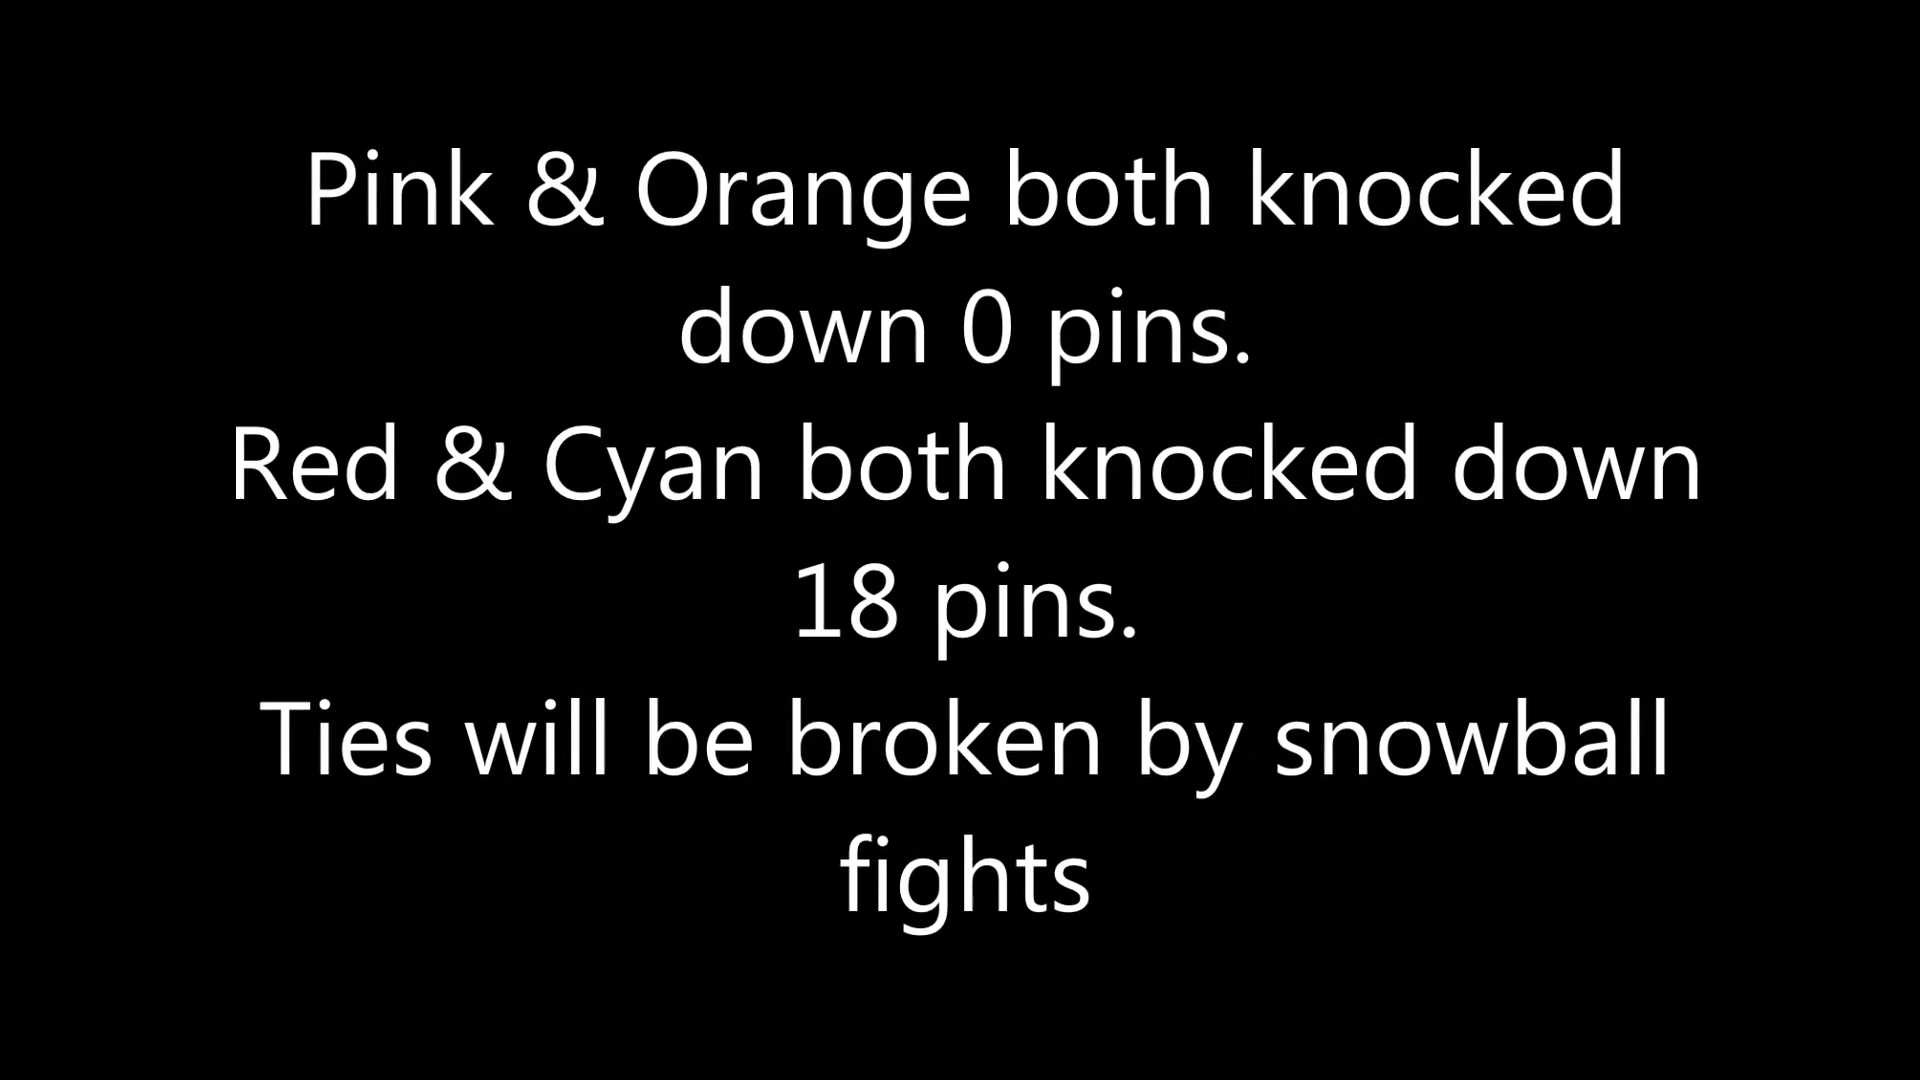 Pink & Orange both knocked
down 0 pins.
Red & Cyan both knocked down
18 pins.
Ties will be broken by snowball
fights